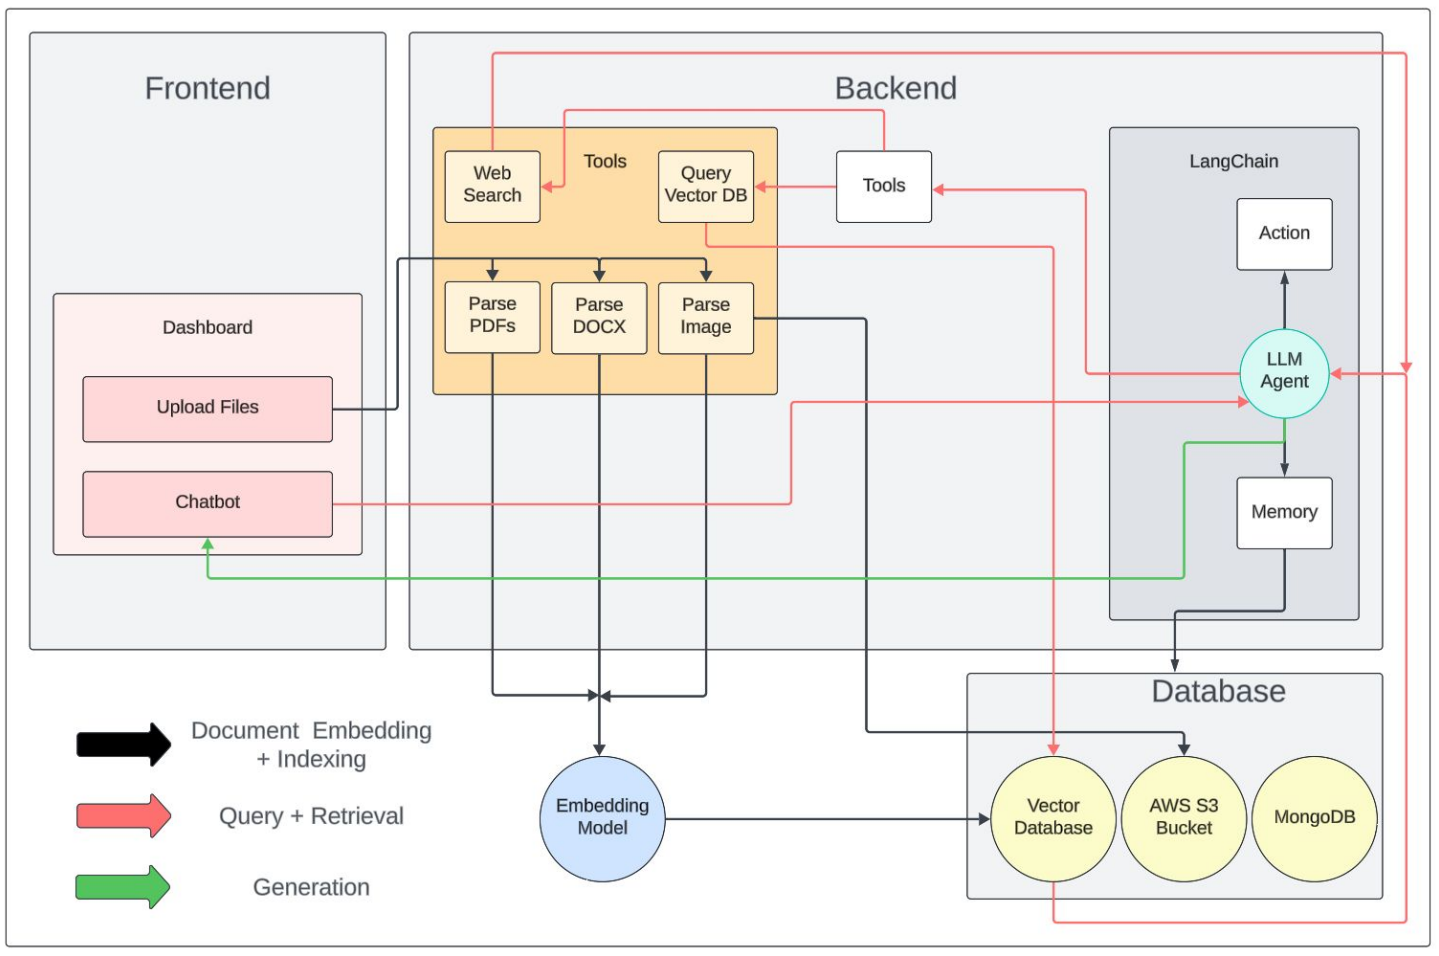 Frontend
Backend
Web
Search
Tools
Query
Vector DB
Tools
LangChain
Action
Parse
PDFs
Parse
DOCX
Parse
Image
Dashboard
LLM
Agent
Upload Files
Chatbot
Memory
Database
Document  Embedding
+ Indexing
Query + Retrieval
Generation
Embedding
Model
Vector
Database
AWS S3
Bucket
MongoDB